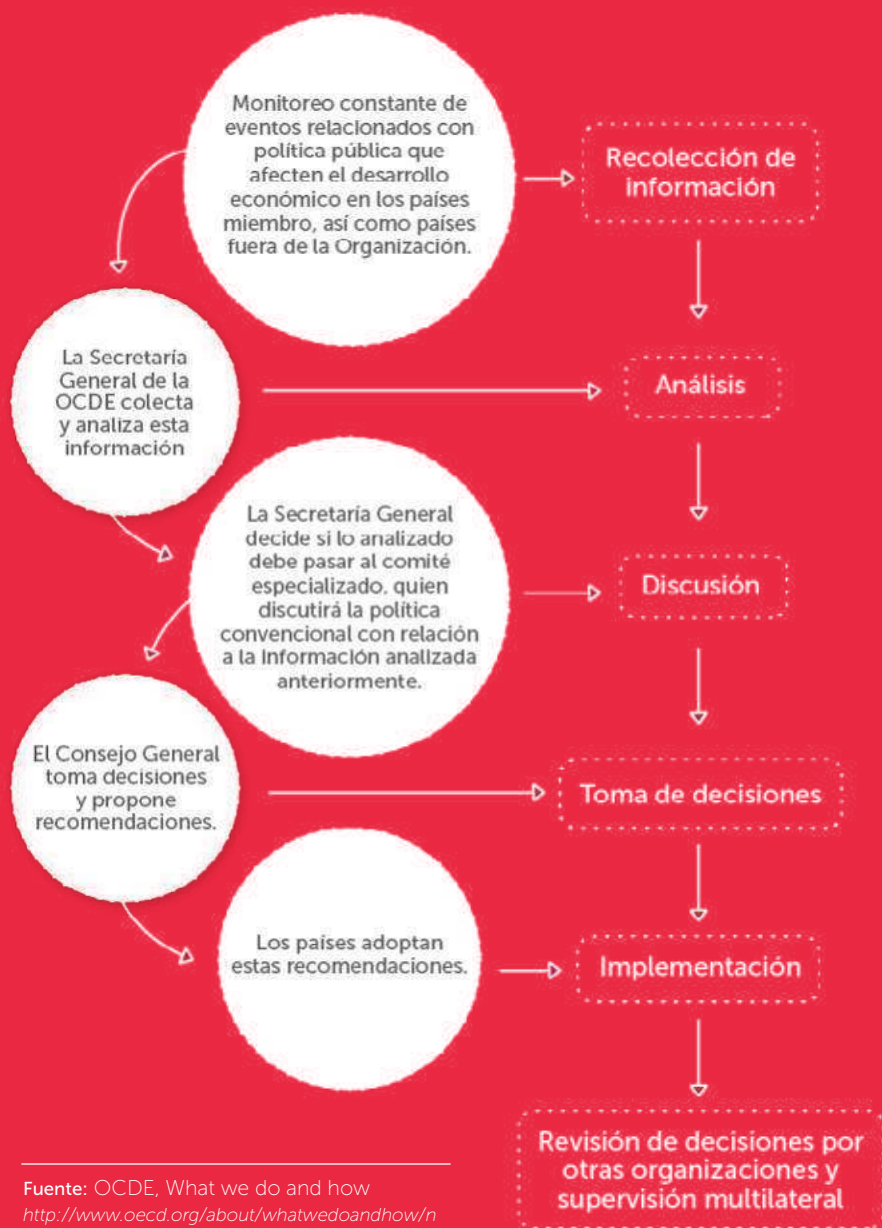 Monitoreo constante de
eventos relacionados con
política pública que
afecten el desarrollo
económico en los países
miembro, así como países
fuera de la Organización.
Recolección de
información
La Secretaría
General de la
OCDE colecta
y analiza esta
información
Análisis
La Secretaría General
decide si lo analizado
debe pasar al comité
especializado, quien
discutirá la política
convencional con relación
a la información analizada
anteriormente.
Discusión
El Consejo General
toma decisiones
y propone
recomendaciones.
Toma de decisiones
Los países adoptan
estas recomendaciones.
Implementación
Revisión de decisiones por
otras organizaciones y
supervisión multilateral
Fuente: OCDE, What we do and how
http://www.oecd.org/about/whatwedoandhow/n